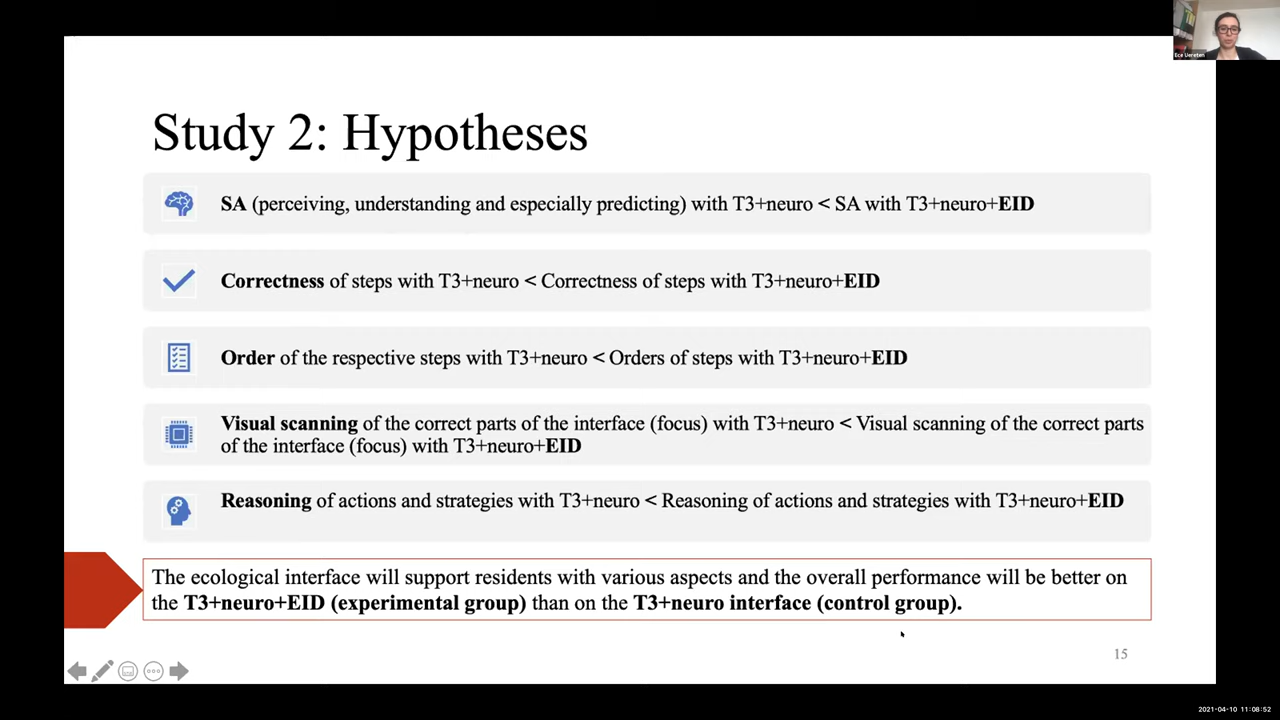 Ece Uereten
Study 2: Hypotheses
SA (perceiving, understanding and especially predicting) with T3+neuro < SA with T3+neuro+EID
Correctness of steps with T3+neuro < Correctness of steps with T3+neuro+EID
Order of the respective steps with T3+neuro < Orders of steps with T3+neuro+EID
Visual scanning of the correct parts of the interface (focus) with T3+neuro < Visual scanning of the correct parts
of the interface (focus) with T3+neuro+EID
Reasoning of actions and strategies with T3+neuro < Reasoning of actions and strategies with T3+neuro+EID
The ecological interface will support residents with various aspects and the overall performance will be better on
the T3+neuro+EID (experimental group) than on the T3+neuro interface (control group).
15
2021-04-10 11:08:52